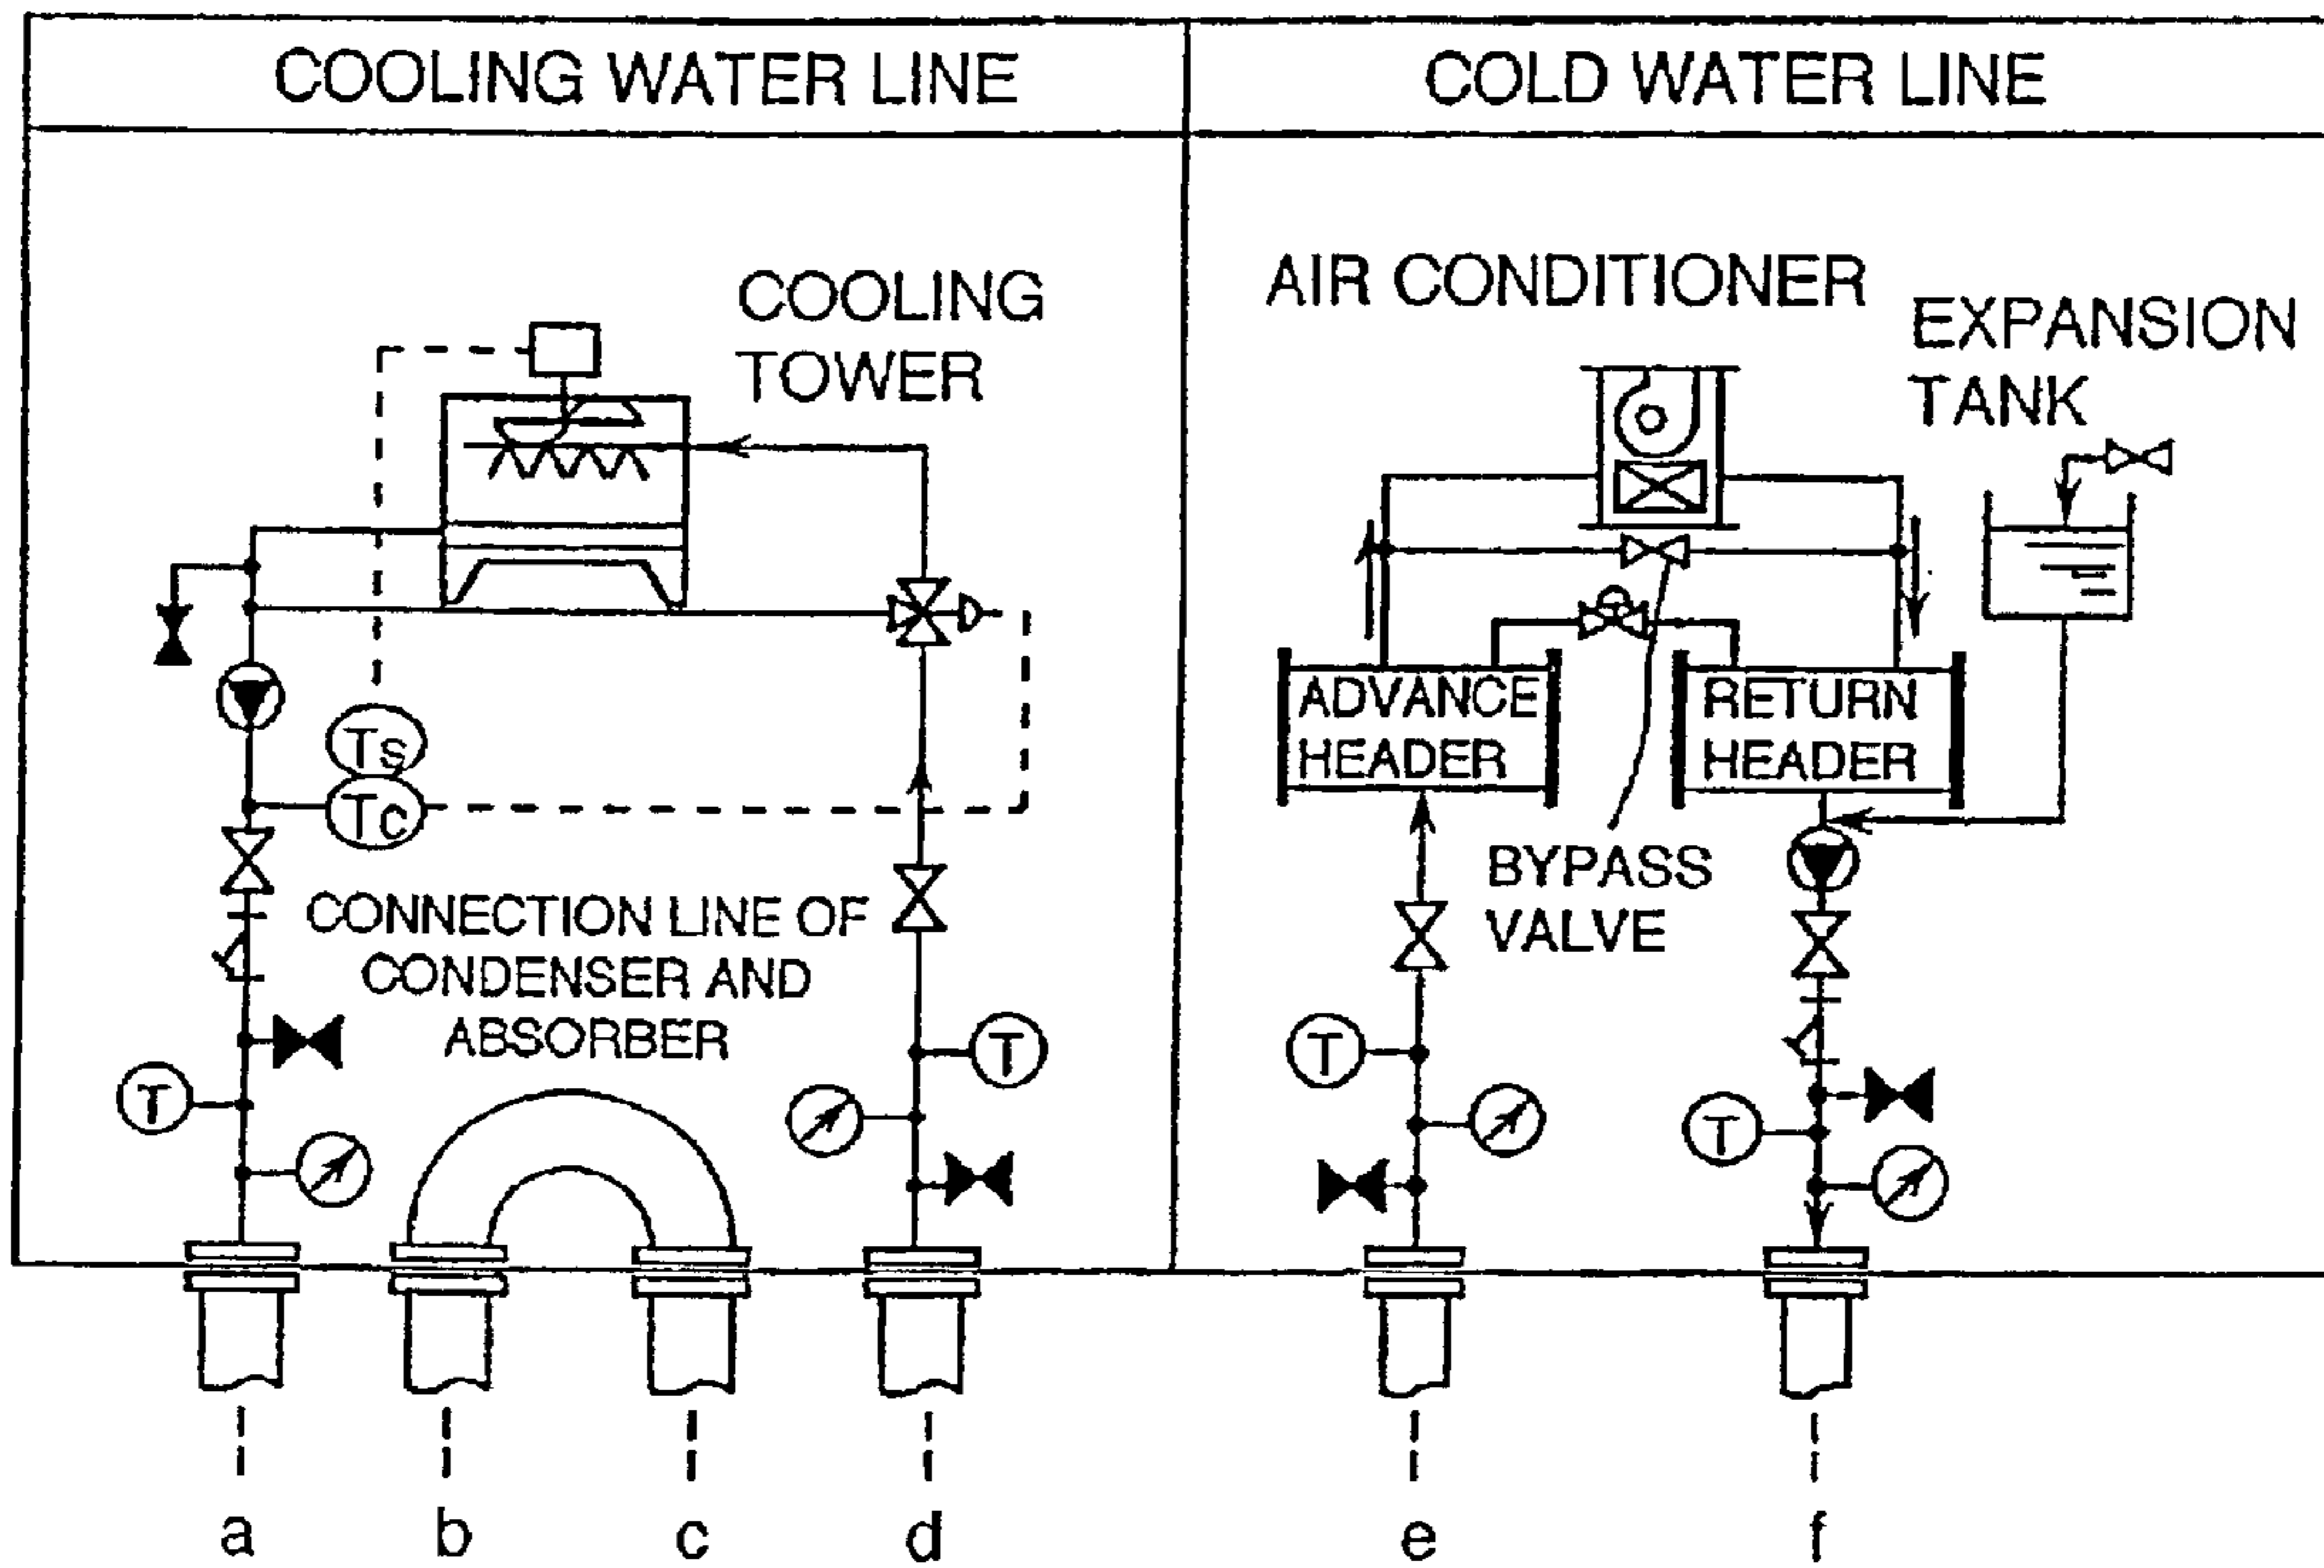 COOLING WATER LINE
COLD WATER LINE
COOLING
TOWER
AIR CONDITIONER
EXPANSION
TANK
Ts
Tc
ADVANCE
HEADER
RETURN
HEADER
BYPASS
VALVE
CONNECTION LINE OF
CONDENSER AND
ABSORBER
T
T
T
T
a
b
c
d
e
f